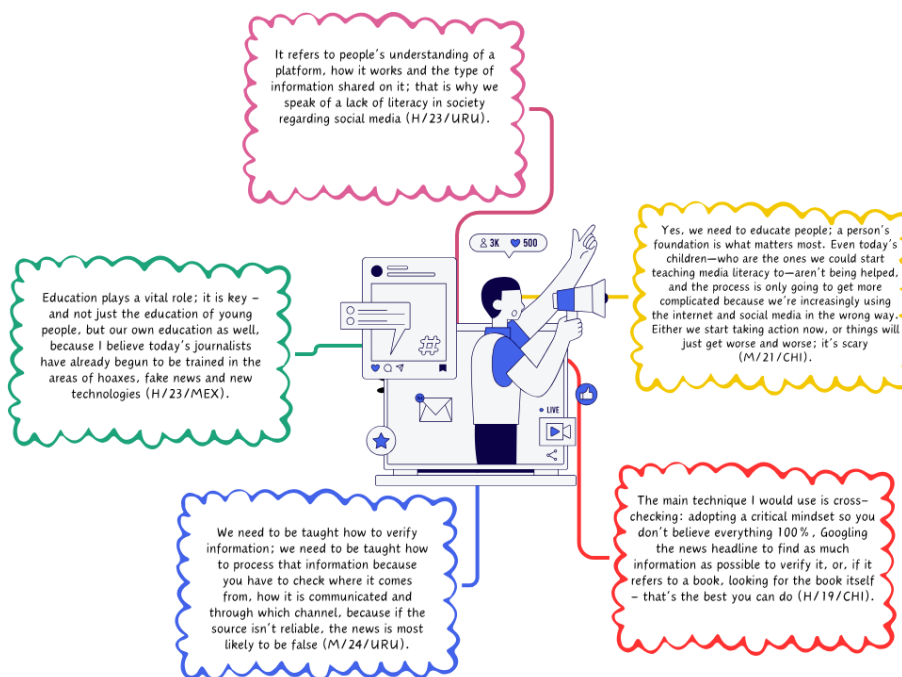 It refers to people's understanding of a
platform, how it works and the type of
information shared on it; that is why we
speak of a lack of literacy in society
regarding social media (H/23/URU).
3K
500
Yes, we need to educate people; a person's
foundation is what matters most. Even today's
children—who are the ones we could start
teaching media literacy to—aren't being helped,
and the process is only going to get more
complicated because we're increasingly using
the internet and social media in the wrong way.
Either we start taking action now, or things will
just get worse and worse; it's scary
(M/21/CHI).
Education plays a vital role; it is key –
and not just the education of young
people, but our own education as well,
because I believe today's journalists
have already begun to be trained in the
areas of hoaxes, fake news and new
technologies (H/23/MEX).
#
LIVE
We need to be taught how to verify
information; we need to be taught how
to process that information because
you have to check where it comes
from, how it is communicated and
through which channel, because if the
source isn't reliable, the news is most
likely to be false (M/24/URU).
The main technique I would use is cross-
checking: adopting a critical mindset so you
don't believe everything 100%, Googling
the news headline to find as much
information as possible to verify it, or, if it
refers to a book, looking for the book itself
– that's the best you can do (H/19/CHI).